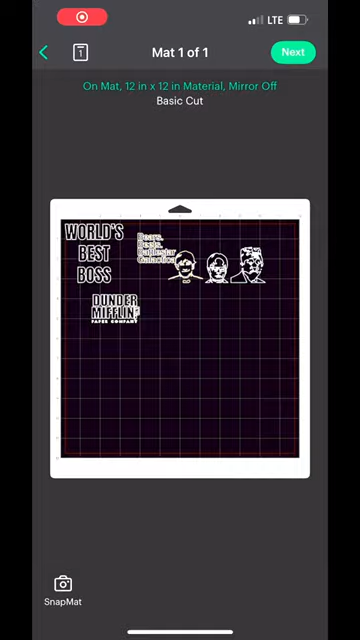 LTE
Mat 1 of 1
1
Next
On Mat, 12 in x 12 in Material, Mirror Off
Basic Cut
WORLD'S
BEST
BOSS
Bears.
Beets.
Battlestar
Galactica
DUNDER
MIFFLIN
PAPER COMPANY
SnapMat